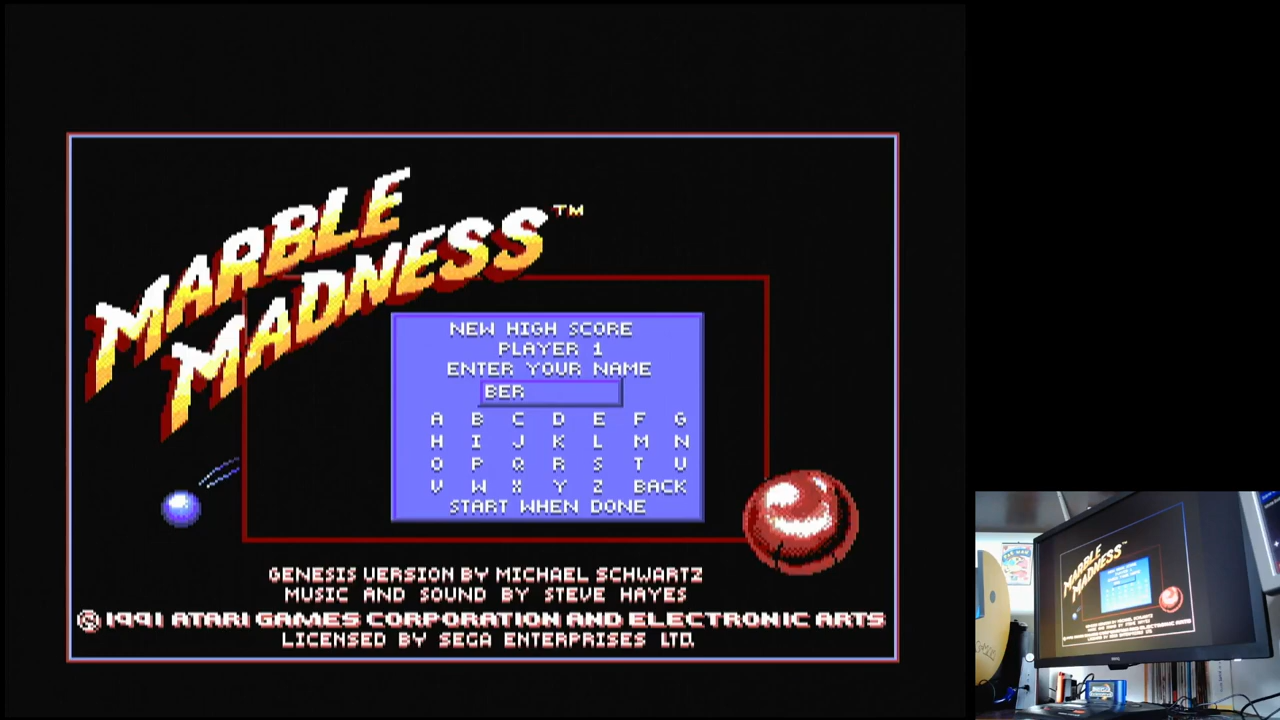 MARBLE
MADNESS™
NEW HIGH SCORE
PLAYER 1
ENTER YOUR NAME
BER
A B C D E F G
H I J K L M N
O P Q R S T U
V W X Y Z BACK
START WHEN DONE
GENESIS VERSION BY MICHAEL SCHWARTZ
MUSIC AND SOUND BY STEVE HAYES
© 1991 ATARI GAMES CORPORATION AND ELECTRONIC ARTS
LICENSED BY SEGA ENTERPRISES LTD.
MARBLE
MADNESS